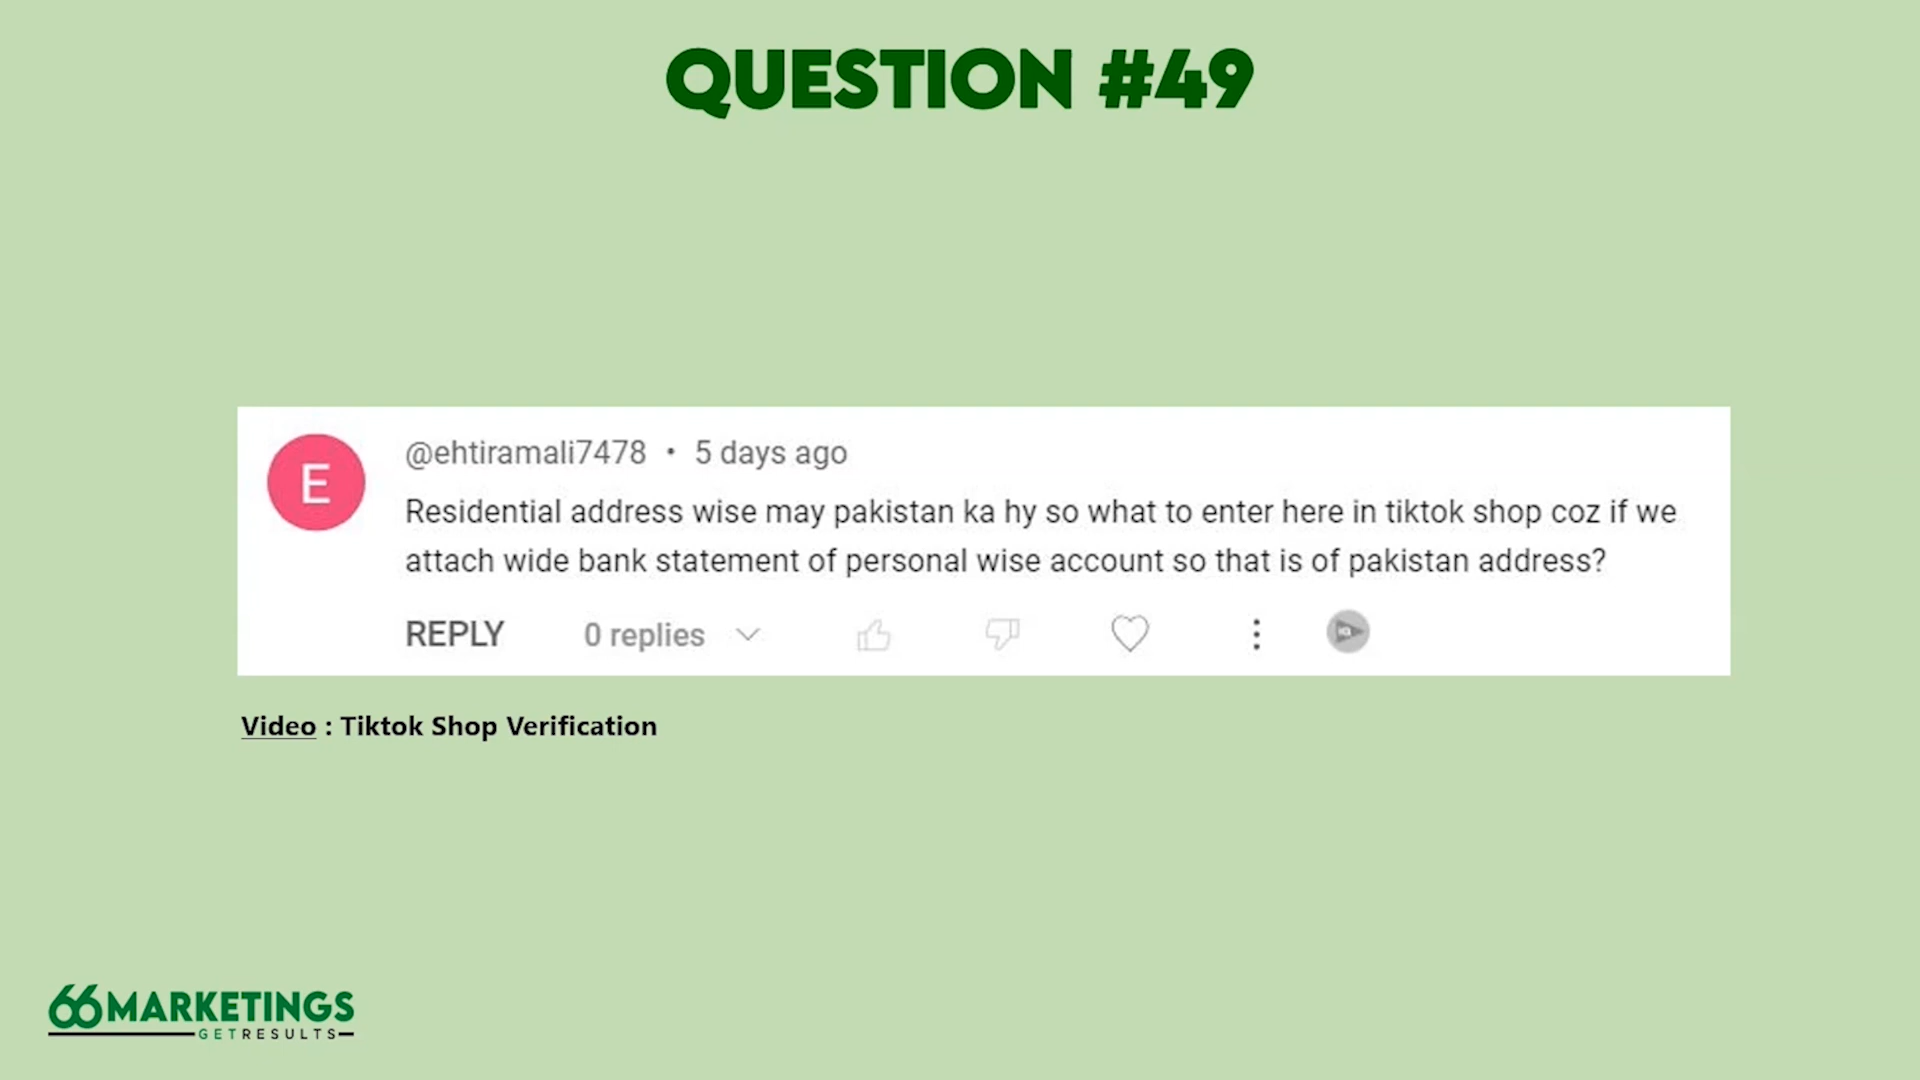 QUESTION #49
E
@ehtiramali7478 • 5 days ago
Residential address wise may pakistan ka hy so what to enter here in tiktok shop coz if we
attach wide bank statement of personal wise account so that is of pakistan address?
REPLY 0 replies
Video : Tiktok Shop Verification
66MARKETINGS
GETRESULTS